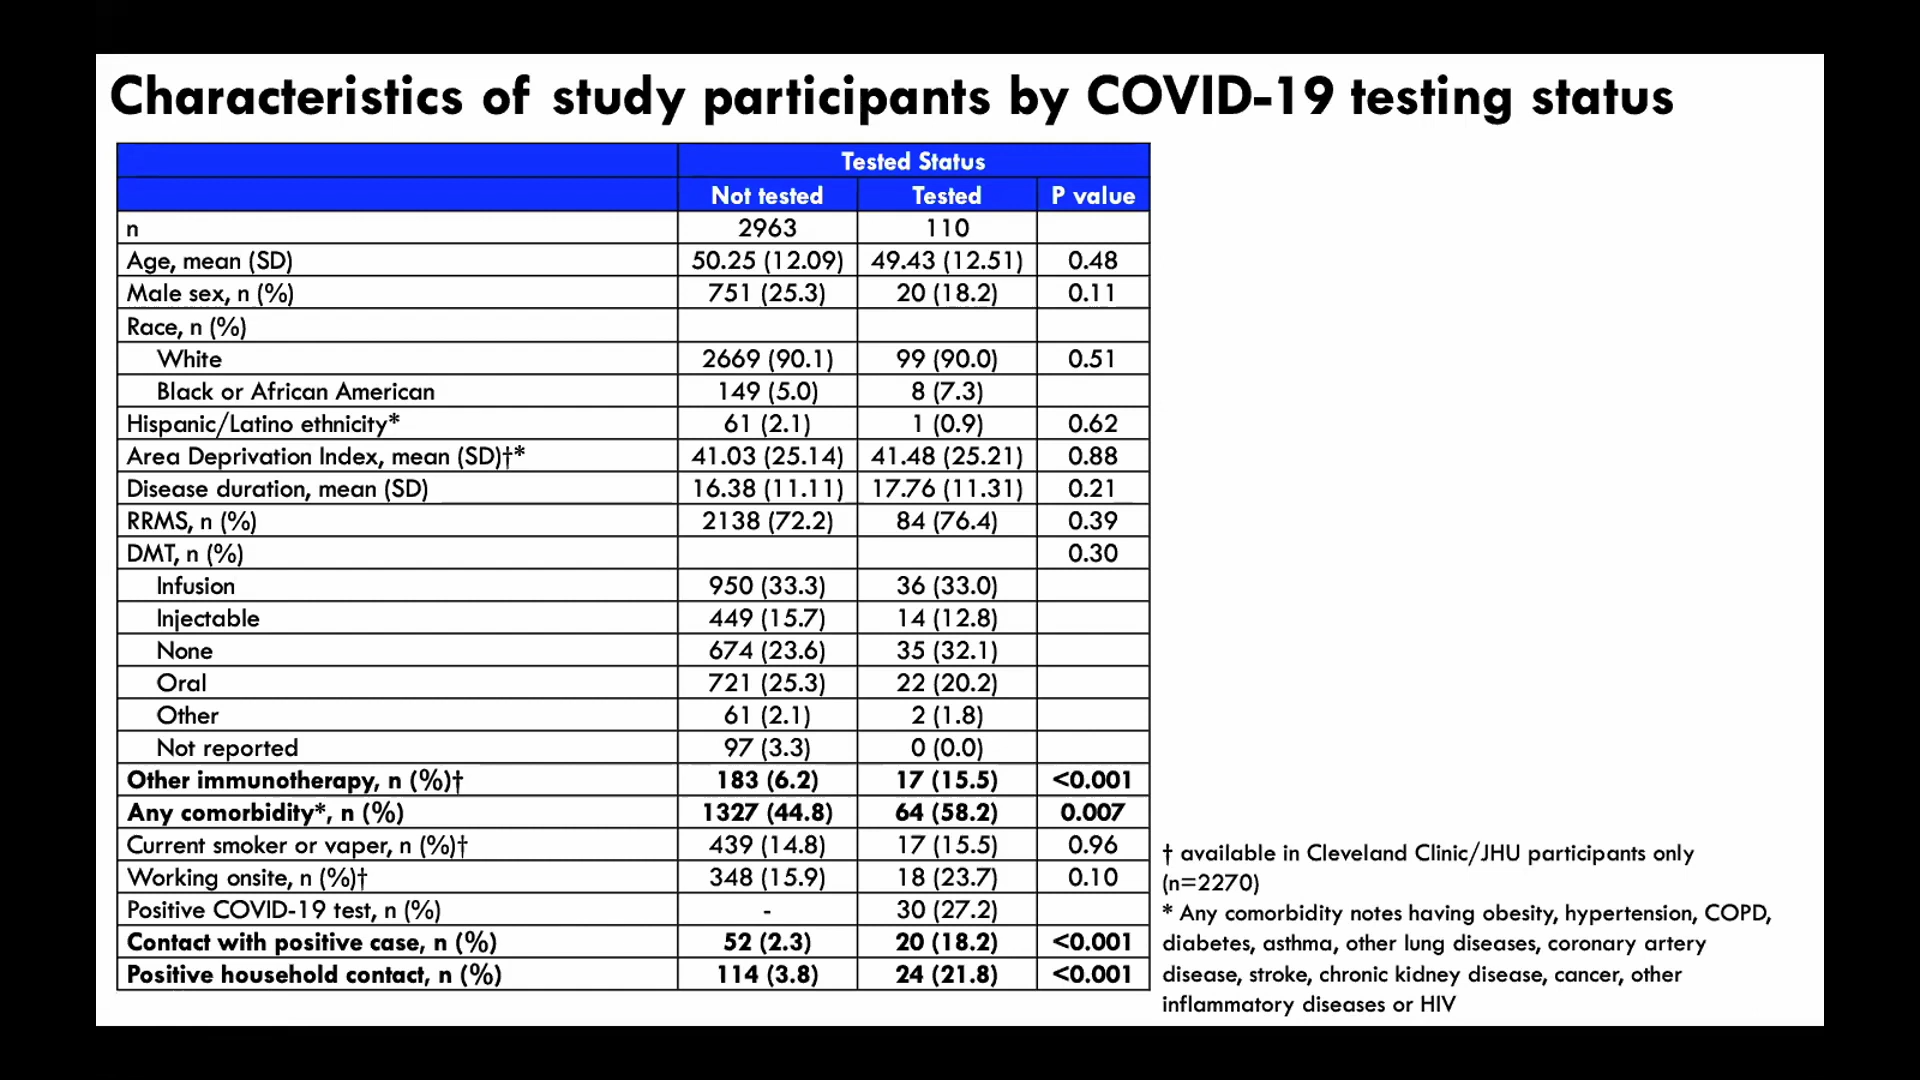 Characteristics of study participants by COVID-19 testing status
Tested Status
Not tested Tested P value
n 2963 110
Age, mean (SD) 50.25 (12.09) 49.43 (12.51) 0.48
Male sex, n (%) 751 (25.3) 20 (18.2) 0.11
Race, n (%)
White 2669 (90.1) 99 (90.0) 0.51
Black or African American 149 (5.0) 8 (7.3)
Hispanic/Latino ethnicity* 61 (2.1) 1 (0.9) 0.62
Area Deprivation Index, mean (SD)†* 41.03 (25.14) 41.48 (25.21) 0.88
Disease duration, mean (SD) 16.38 (11.11) 17.76 (11.31) 0.21
RRMS, n (%) 2138 (72.2) 84 (76.4) 0.39
DMT, n (%) 0.30
Infusion 950 (33.3) 36 (33.0)
Injectable 449 (15.7) 14 (12.8)
None 674 (23.6) 35 (32.1)
Oral 721 (25.3) 22 (20.2)
Other 61 (2.1) 2 (1.8)
Not reported 97 (3.3) 0 (0.0)
Other immunotherapy, n (%)† 183 (6.2) 17 (15.5) <0.001
Any comorbidity*, n (%) 1327 (44.8) 64 (58.2) 0.007
Current smoker or vaper, n (%)† 439 (14.8) 17 (15.5) 0.96
Working onsite, n (%)† 348 (15.9) 18 (23.7) 0.10
Positive COVID-19 test, n (%) - 30 (27.2)
Contact with positive case, n (%) 52 (2.3) 20 (18.2) <0.001
Positive household contact, n (%) 114 (3.8) 24 (21.8) <0.001
† available in Cleveland Clinic/JHU participants only
(n=2270)
* Any comorbidity notes having obesity, hypertension, COPD,
diabetes, asthma, other lung diseases, coronary artery
disease, stroke, chronic kidney disease, cancer, other
inflammatory diseases or HIV